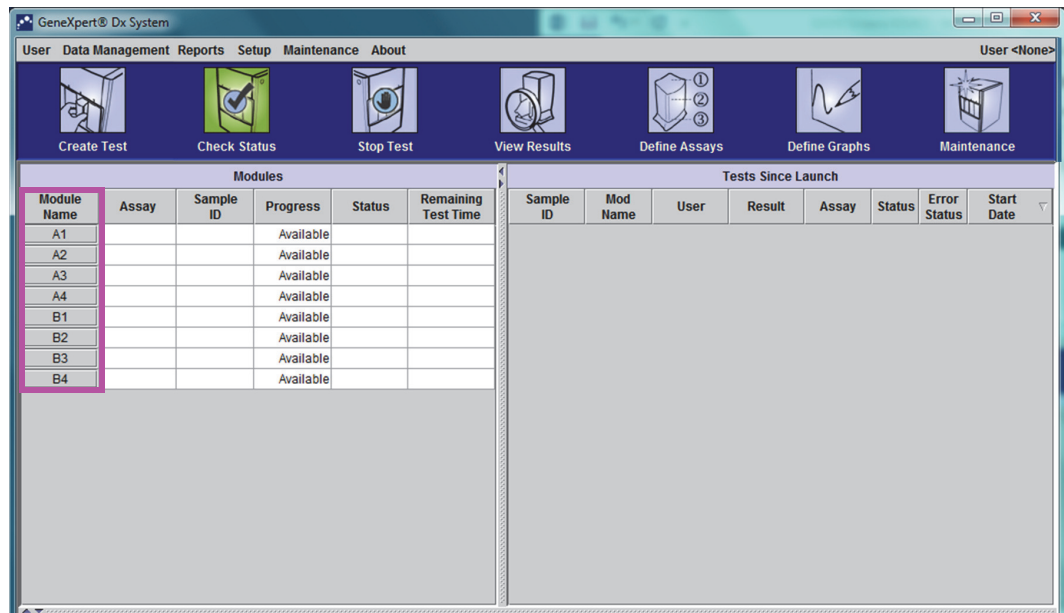 GeneXpert® Dx System
User Data Management Reports Setup Maintenance About User <None>
Create Test Check Status Stop Test View Results Define Assays Define Graphs Maintenance
①
②
③
Modules
Module Name Assay Sample ID Progress Status Remaining Test Time
A1 Available
A2 Available
A3 Available
A4 Available
B1 Available
B2 Available
B3 Available
B4 Available
Tests Since Launch
Sample ID Mod Name User Result Assay Status Error Status Start Date